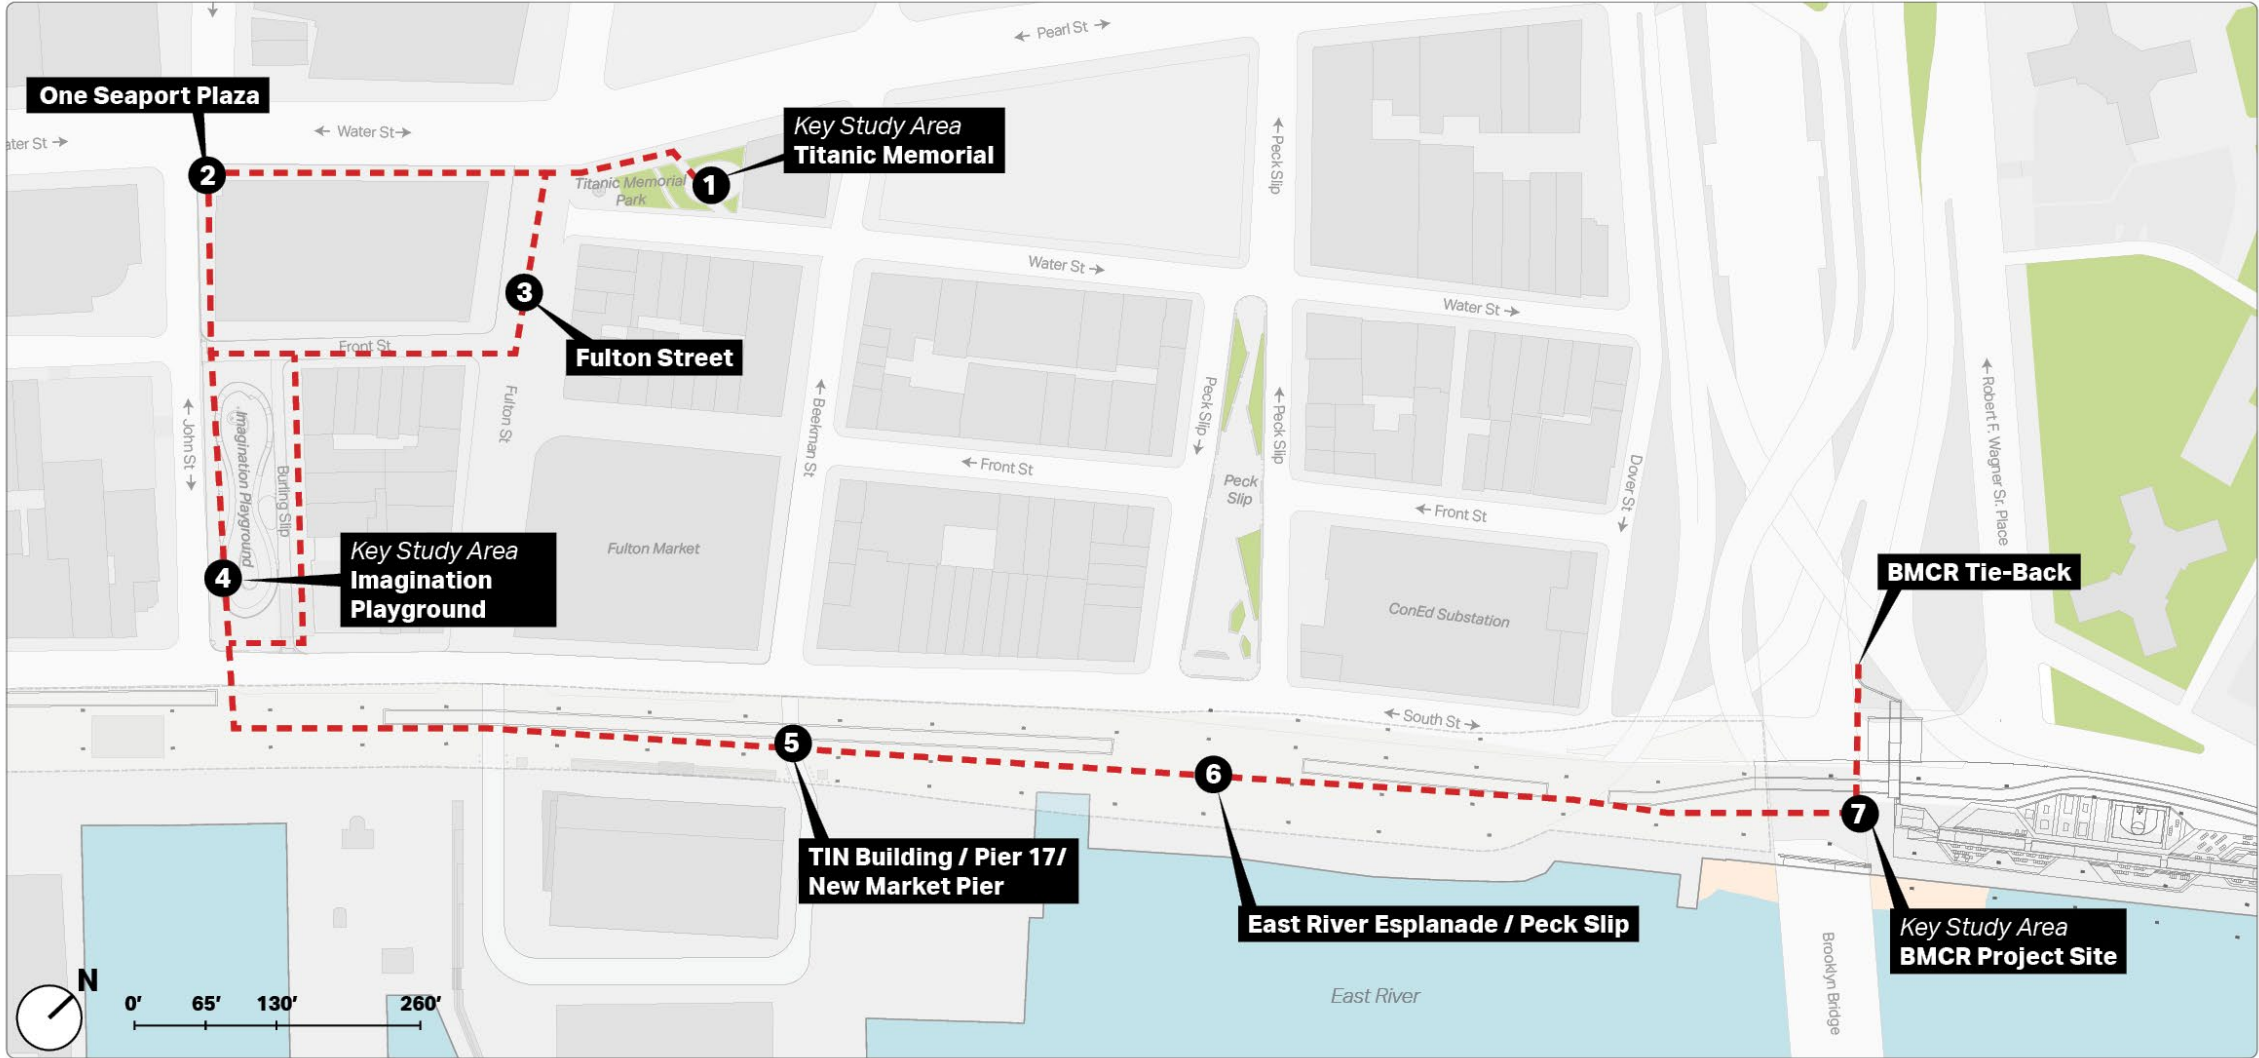 ← Pearl St →
One Seaport Plaza
← Water St→
ater St →
Key Study Area
Titanic Memorial
2
1
Titanic Memorial
Park
← Peck Slip
Water St →
3
Water St →
Front St
Fulton Street
Fulton St
← Beekman St
Peck Slip →
← Peck Slip
← Robert F. Wagner Sr. Place
← John St →
Imagination Playground
Burling Slip
← Front St
Peck
Slip
Dover St →
← Front St
Key Study Area
Imagination
Playground
4
Fulton Market
BMCR Tie-Back
ConEd Substation
← South St →
5
6
7
TIN Building / Pier 17/
New Market Pier
East River Esplanade / Peck Slip
Key Study Area
BMCR Project Site
Brooklyn Bridge
East River
N
0' 65' 130' 260'